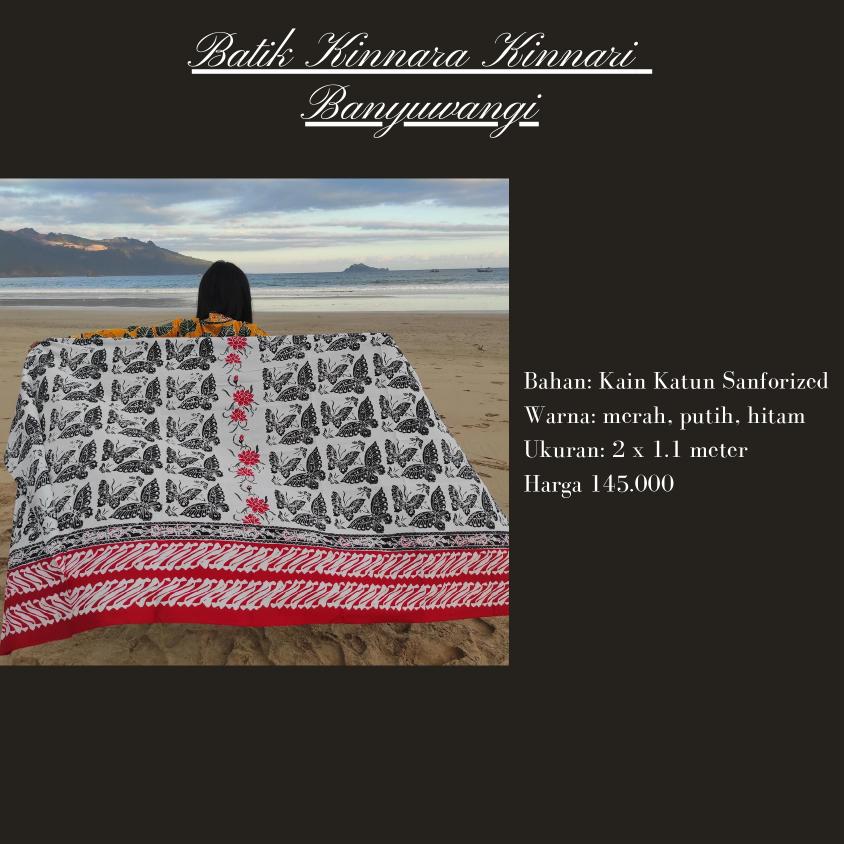 Batik Kinnara Kinnari
Banyuwangi
Bahan: Kain Katun Sanforized
Warna: merah, putih, hitam
Ukuran: 2 x 1.1 meter
Harga 145.000